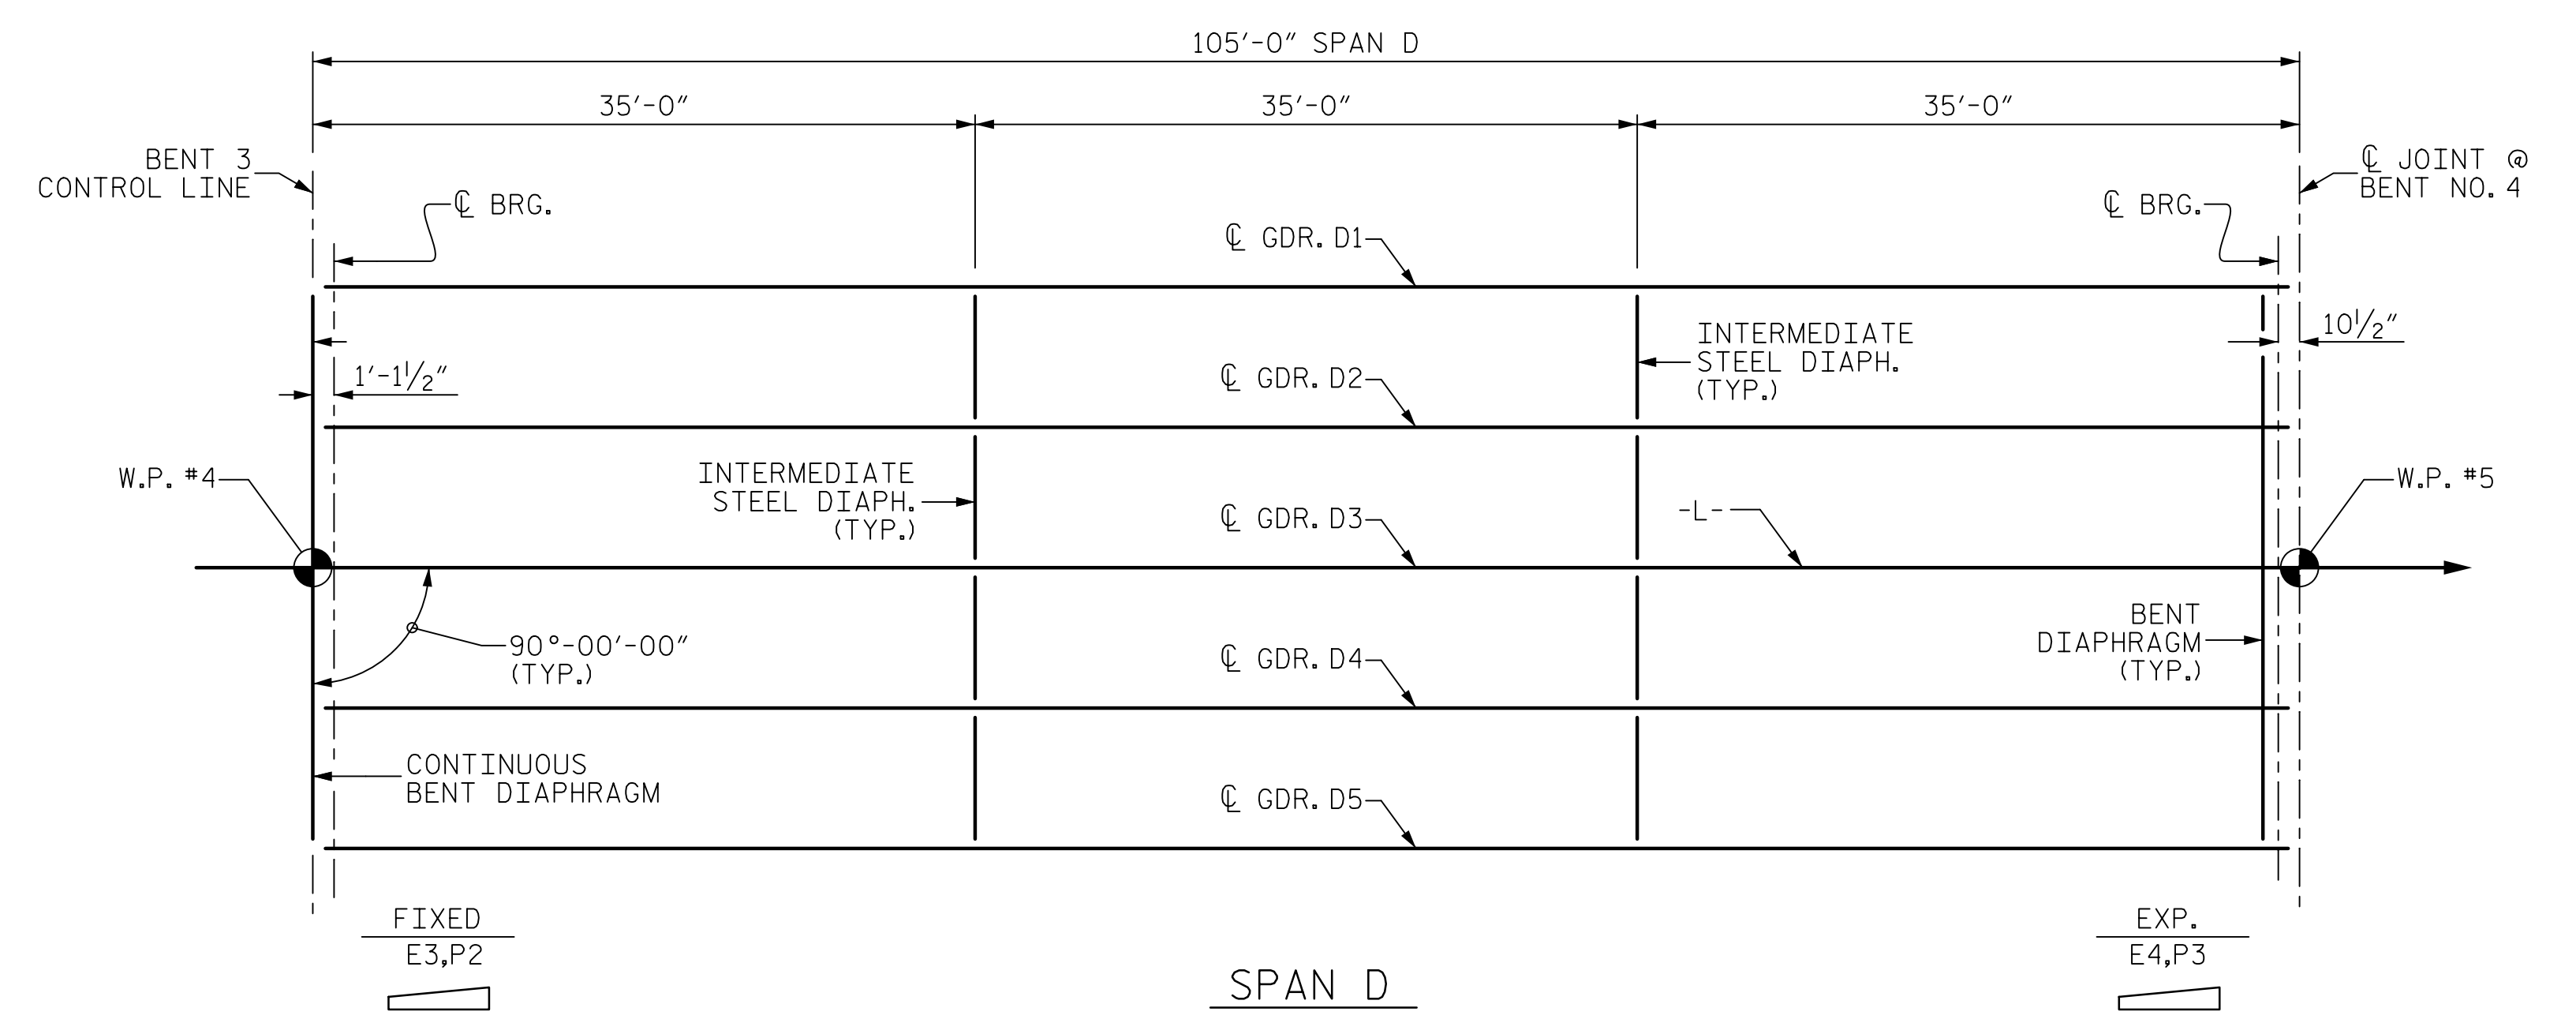 105'-0" SPAN D
35'-0"
35'-0"
35'-0"
BENT 3
CONTROL LINE
℄ BRG.
℄ GDR. D1
℄ BRG.
℄ JOINT @
BENT NO. 4
1'-1½"
10½"
INTERMEDIATE
STEEL DIAPH.
(TYP.)
℄ GDR. D2
W.P. #4
INTERMEDIATE
STEEL DIAPH.
(TYP.)
℄ GDR. D3
-L-
W.P. #5
90°-00'-00"
(TYP.)
℄ GDR. D4
BENT
DIAPHRAGM
(TYP.)
CONTINUOUS
BENT DIAPHRAGM
℄ GDR. D5
FIXED
E3,P2
EXP.
E4,P3
SPAN D